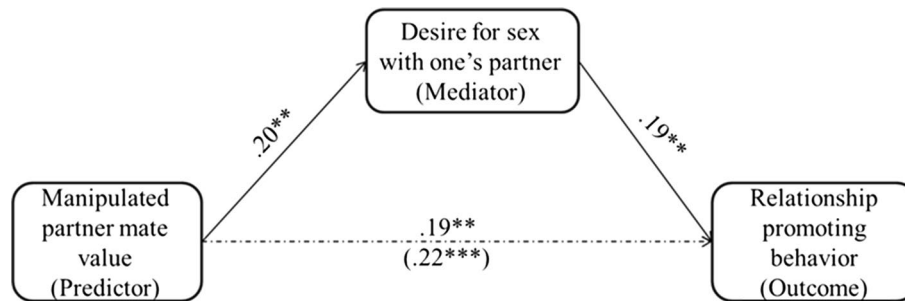 Desire for sex
with one's partner
(Mediator)
.20**
.19**
Manipulated
partner mate
value
(Predictor)
.19**
(.22***)
Relationship
promoting
behavior
(Outcome)